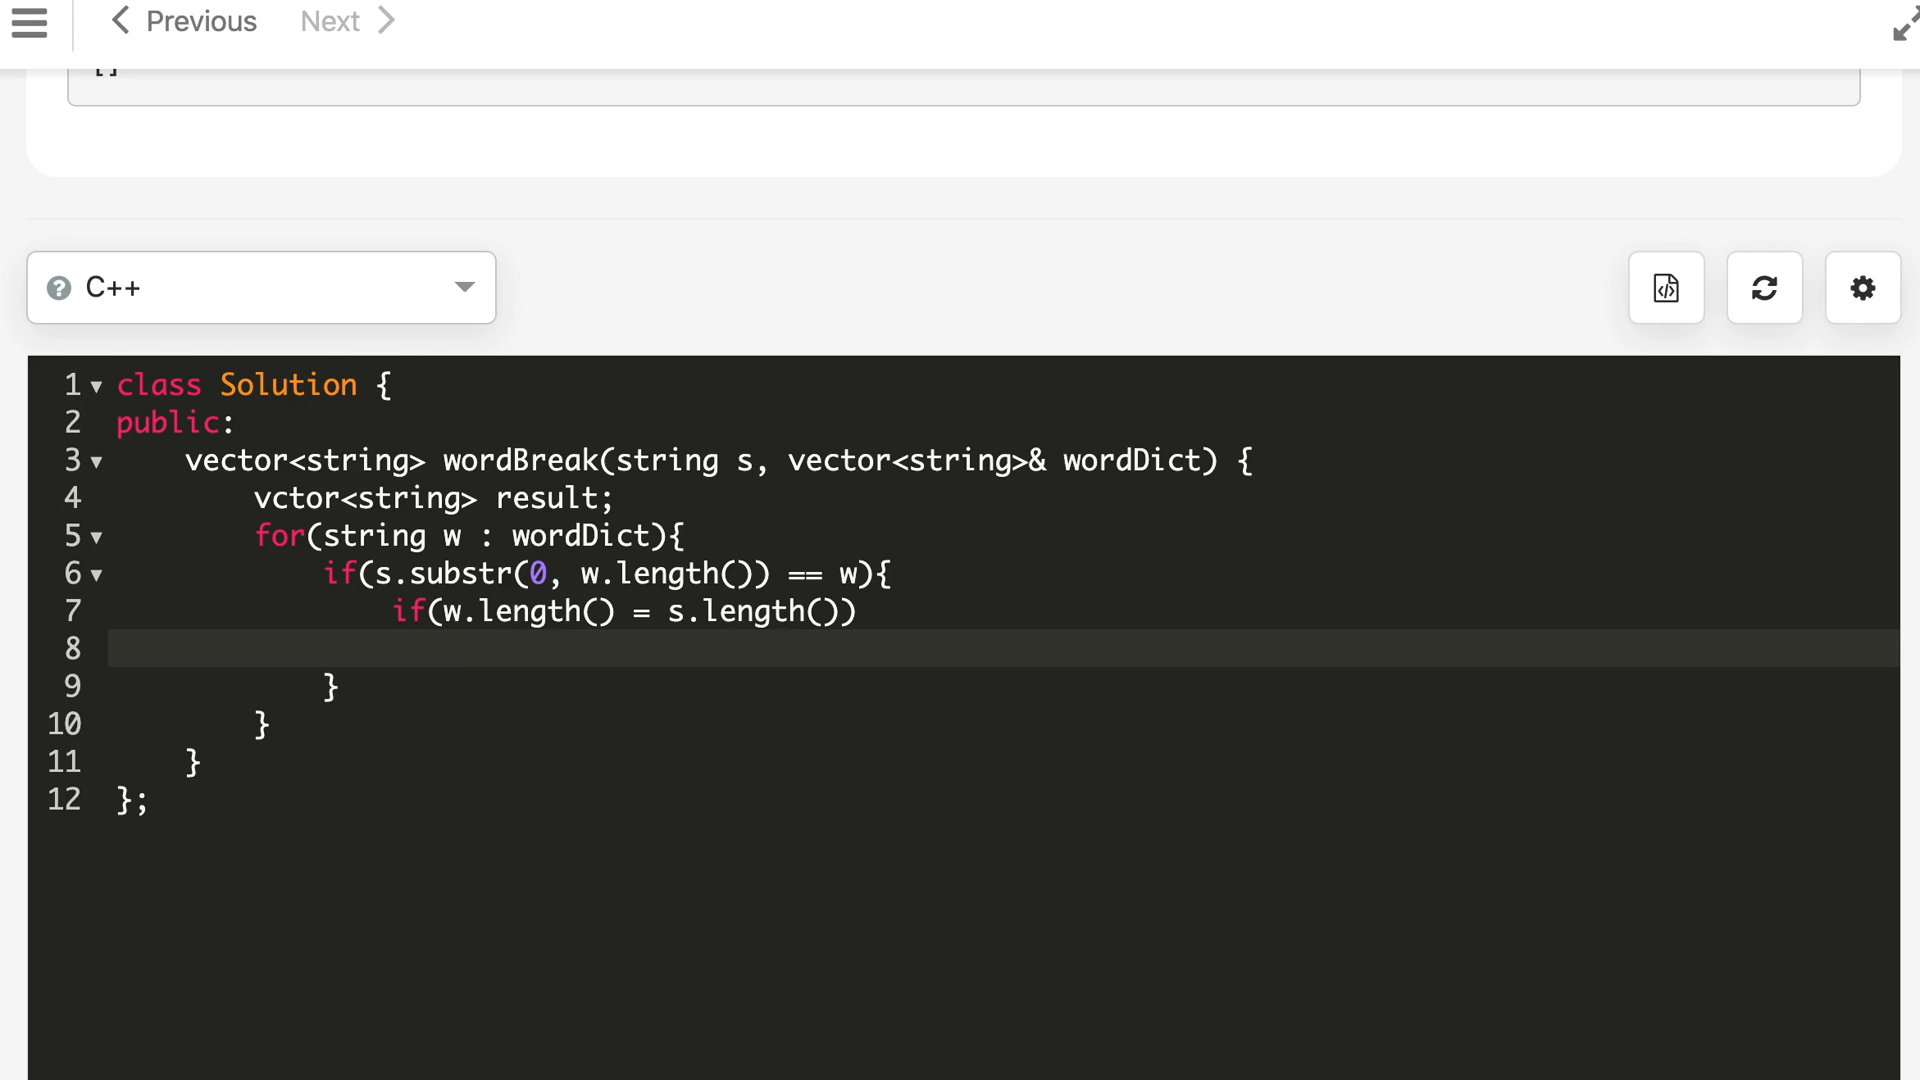 Previous Next
[]
C++
1 class Solution {
2 public:
3 vector<string> wordBreak(string s, vector<string>& wordDict) {
4 vctor<string> result;
5 for(string w : wordDict){
6 if(s.substr(0, w.length()) == w){
7 if(w.length() = s.length())
8
9 }
10 }
11 }
12 };